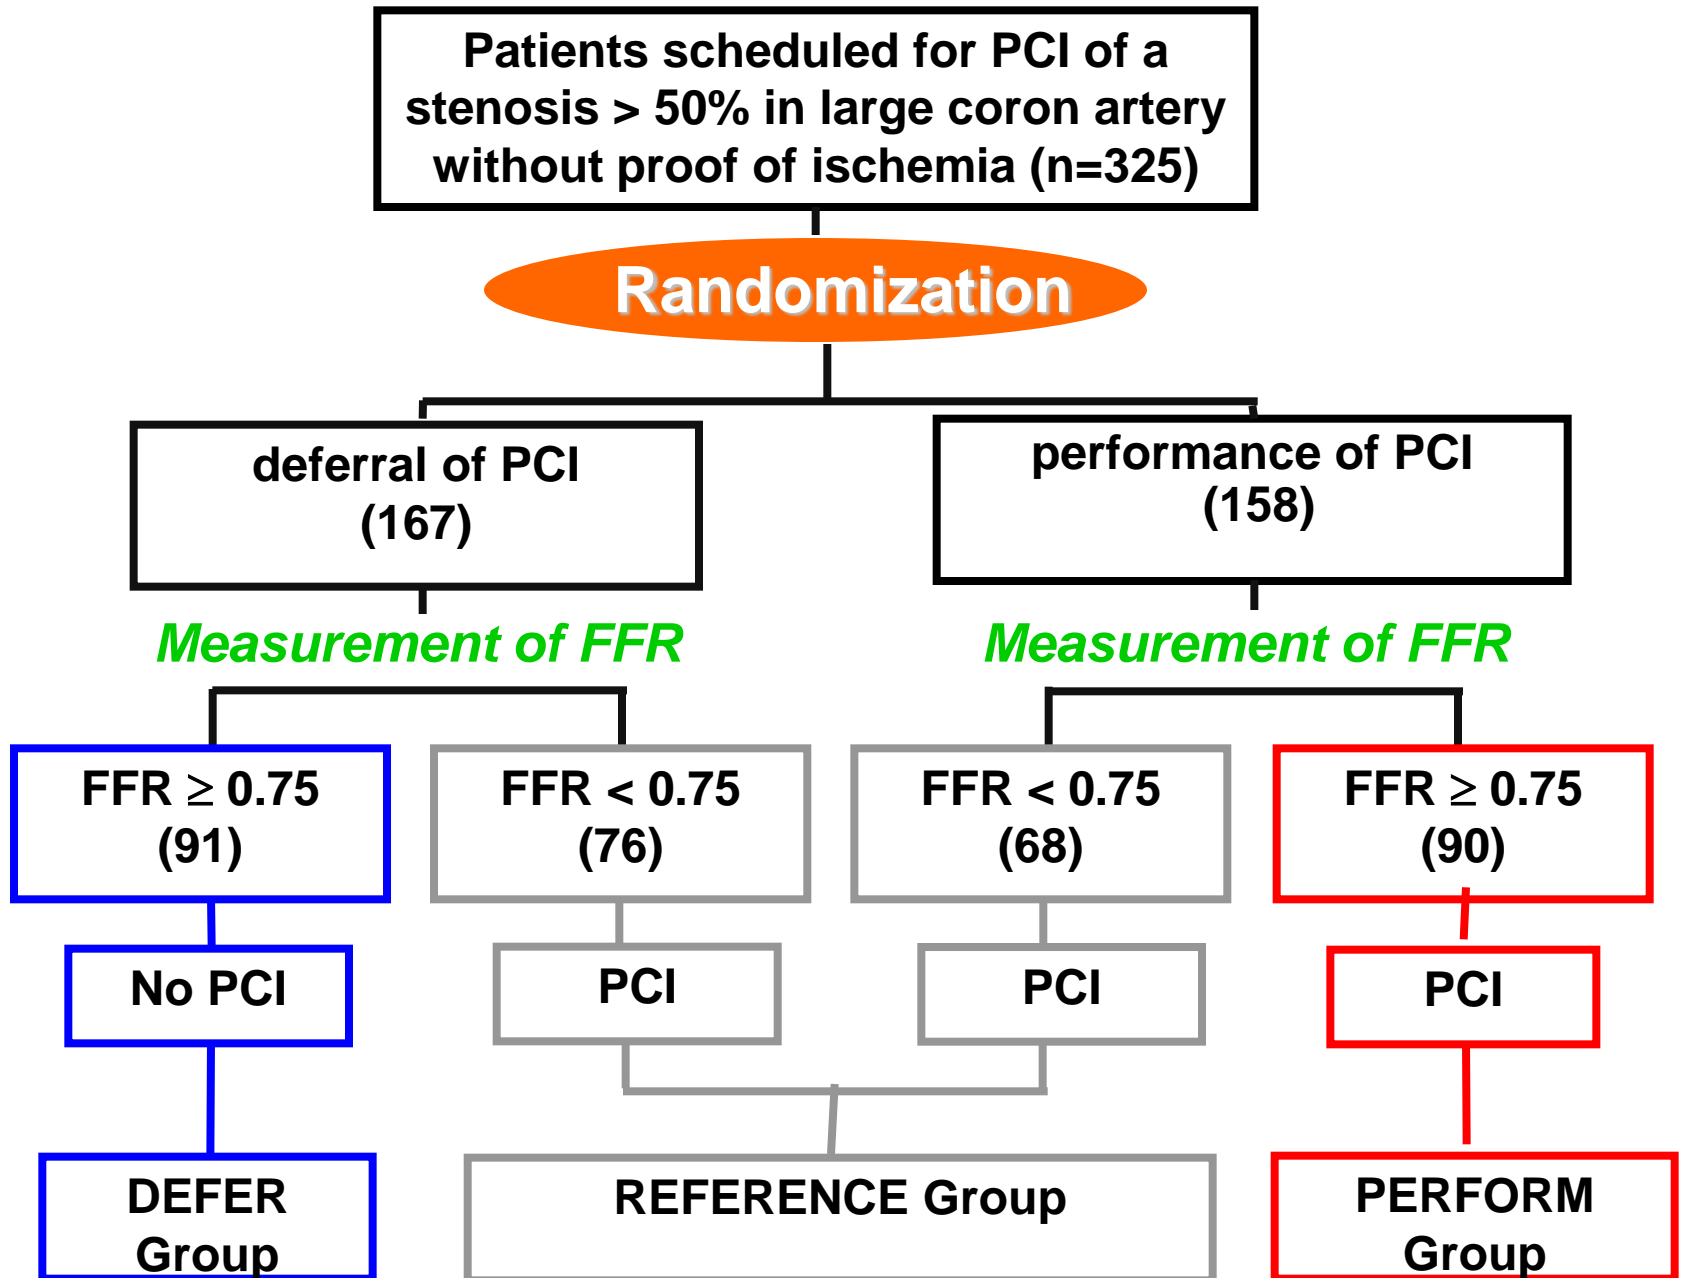 Patients scheduled for PCI of a
stenosis > 50% in large coron artery
without proof of ischemia (n=325)
Randomization
deferral of PCI
(167)
performance of PCI
(158)
Measurement of FFR
Measurement of FFR
FFR ≥ 0.75
(91)
FFR < 0.75
(76)
FFR < 0.75
(68)
FFR ≥ 0.75
(90)
No PCI
PCI
PCI
PCI
DEFER
Group
REFERENCE Group
PERFORM
Group